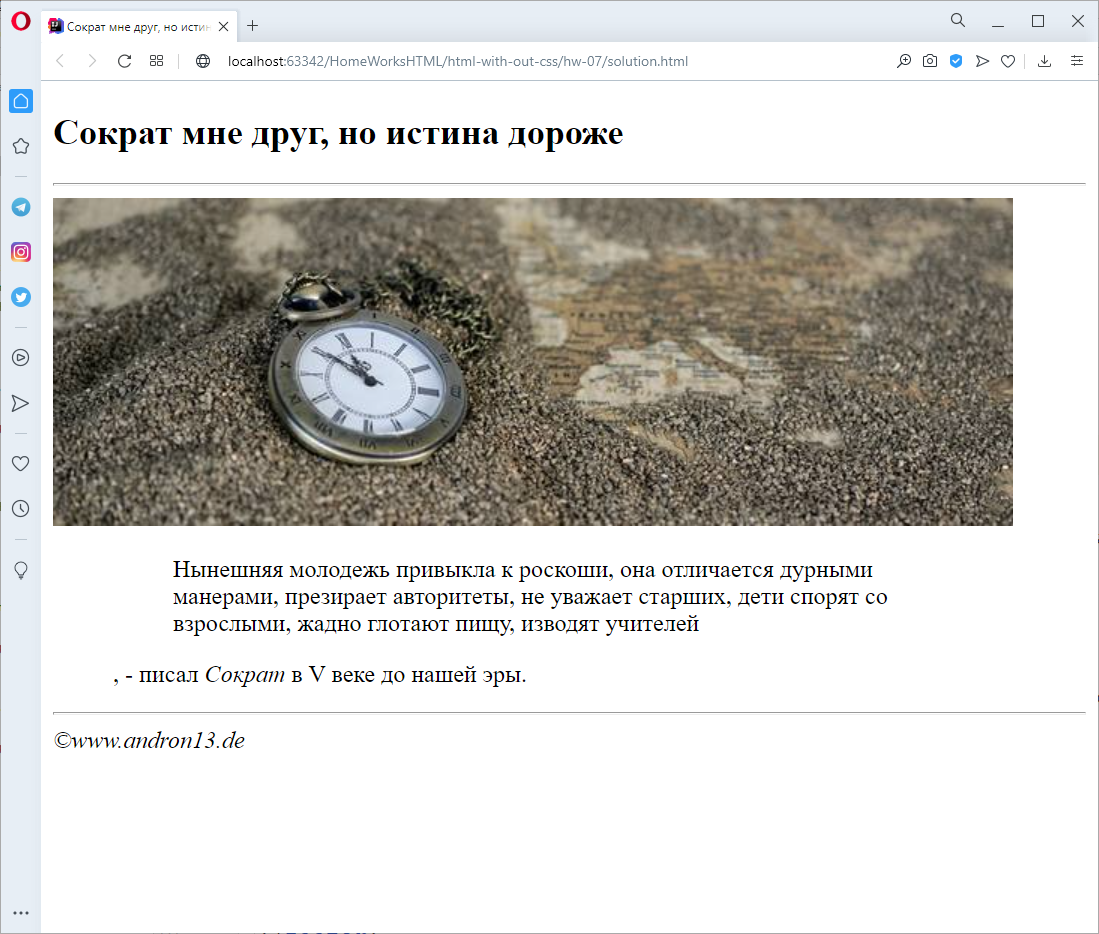 Сократ мне друг, но истин
localhost:63342/HomeWorksHTML/html-with-out-css/hw-07/solution.html
Сократ мне друг, но истина дороже
Нынешняя молодежь привыкла к роскоши, она отличается дурными
манерами, презирает авторитеты, не уважает старших, дети спорят со
взрослыми, жадно глотают пищу, изводят учителей
, - писал Сократ в V веке до нашей эры.
©www.andron13.de